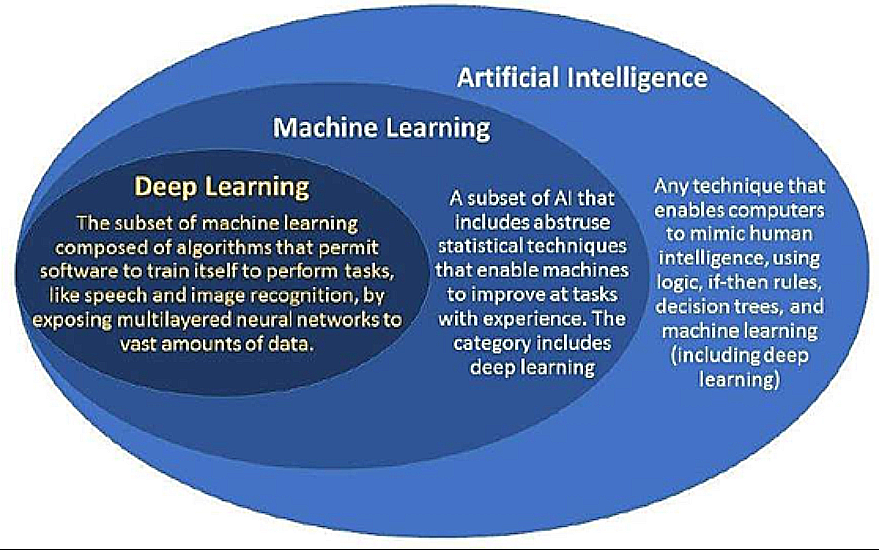 Artificial Intelligence
Machine Learning
Deep Learning
The subset of machine learning
composed of algorithms that permit
software to train itself to perform tasks,
like speech and image recognition, by
exposing multilayered neural networks to
vast amounts of data.
A subset of AI that
includes abstruse
statistical techniques
that enable machines
to improve at tasks
with experience. The
category includes
deep learning
Any technique that
enables computers
to mimic human
intelligence, using
logic, if-then rules,
decision trees, and
machine learning
(including deep
learning)